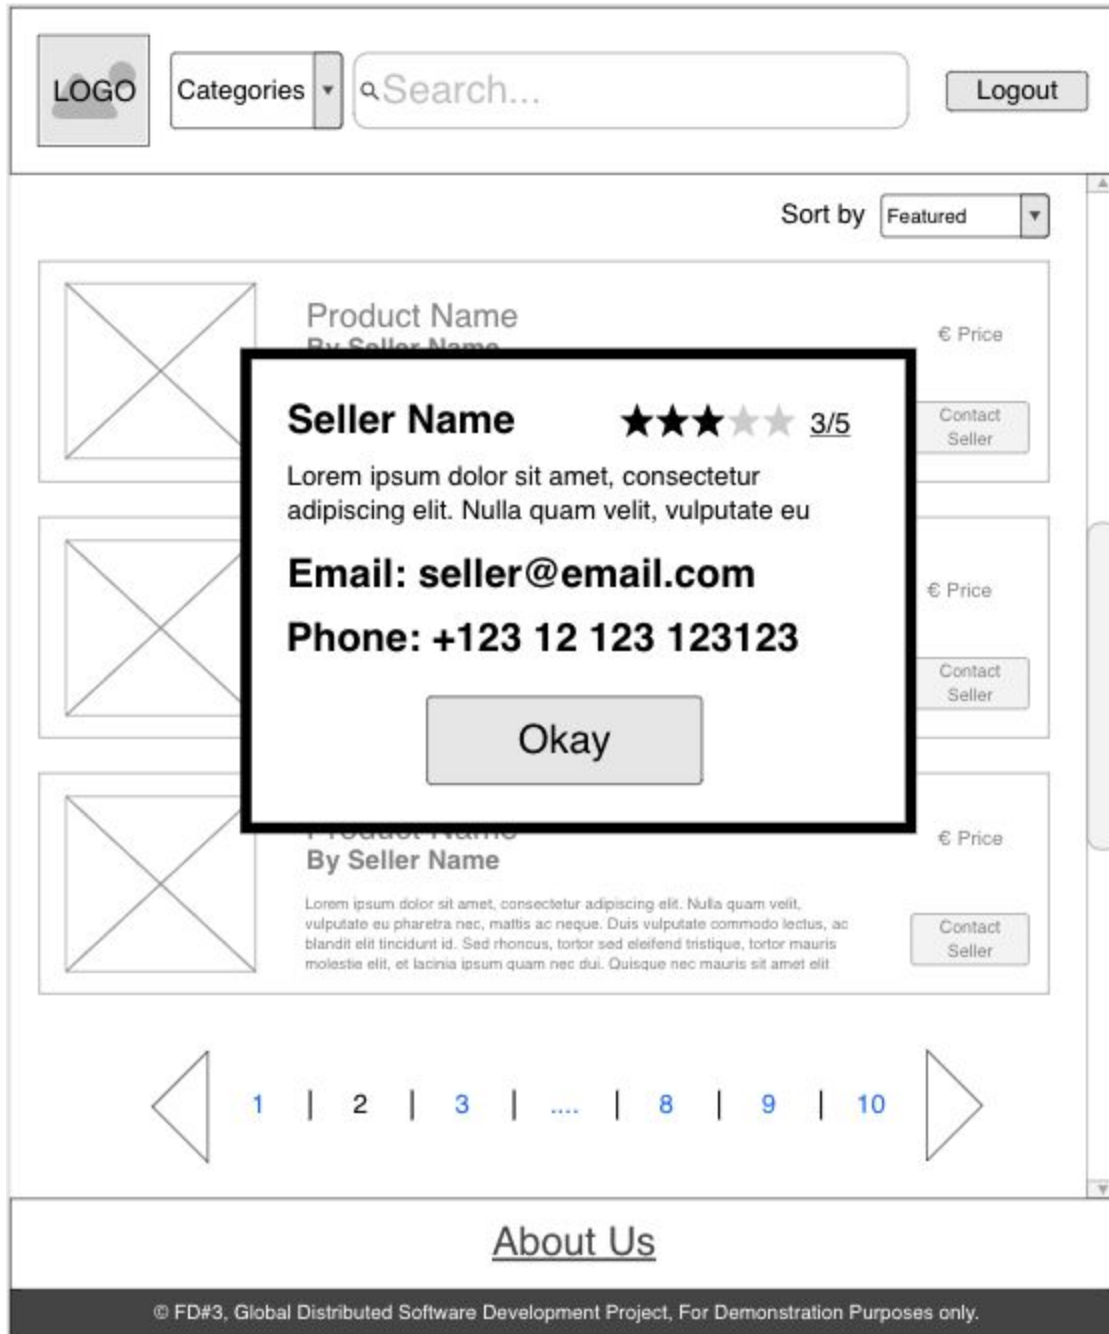 LOGO
Categories
Search...
Logout
Sort by
Featured
Product Name
By Seller Name
€ Price
Contact
Seller
Seller Name
3/5
Lorem ipsum dolor sit amet, consectetur
adipiscing elit. Nulla quam velit, vulputate eu
Email: seller@email.com
Phone: +123 12 123 123123
Okay
€ Price
Contact
Seller
Product Name
By Seller Name
€ Price
Lorem ipsum dolor sit amet, consectetur adipiscing elit. Nulla quam velit,
vulputate eu pharetra nec, mattis ac neque. Duis vulputate commodo lectus, ac
blandit elit tincidunt id. Sed rhoncus, tortor sed eleifend tristique, tortor mauris
molestie elit, et lacinia ipsum quam nec dui. Quisque nec mauris sit amet elit
Contact
Seller
1 | 2 | 3 | .... | 8 | 9 | 10
About Us
© FD#3, Global Distributed Software Development Project, For Demonstration Purposes only.